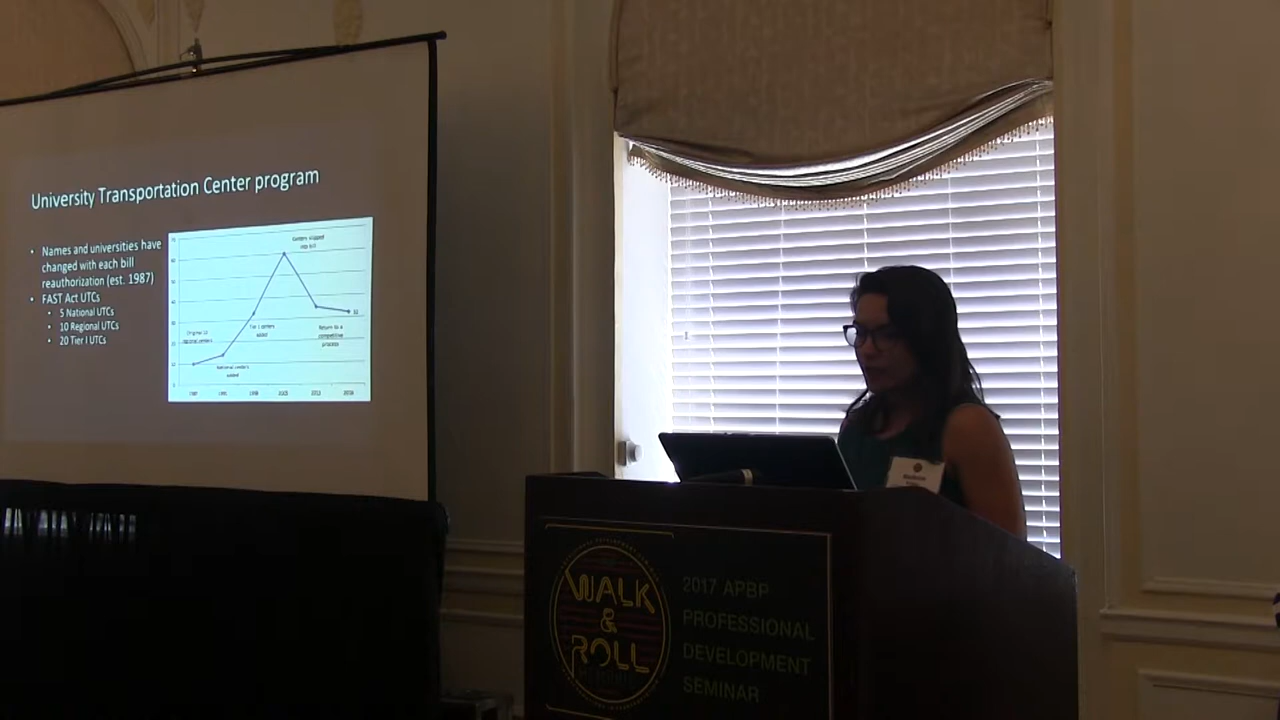 University Transportation Center program
• Names and universities have
changed with each bill
reauthorization (est. 1987)
• FAST Act UTCs
• 5 National UTCs
• 10 Regional UTCs
• 20 Tier I UTCs
Centers
into bill
Tier I centers
added
Return to a
competitive
process
Original 10
National centers
added
WALK
&
ROLL
2017 APBP
PROFESSIONAL
DEVELOPMENT
SEMINAR